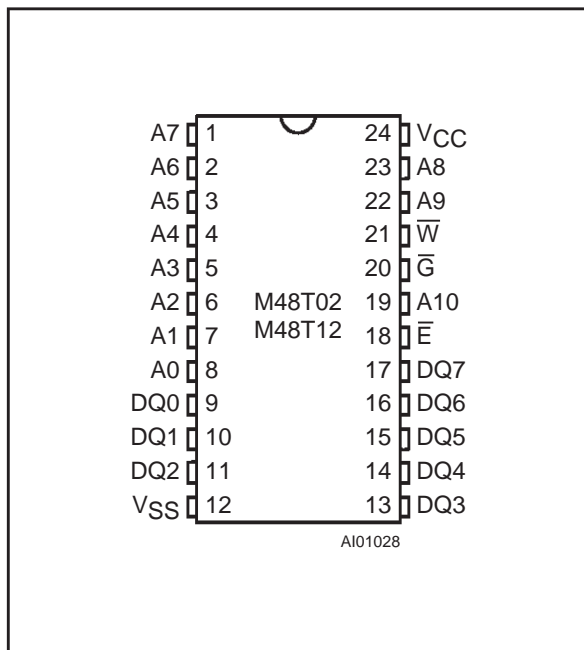 A7 1 24 VCC
A6 2 23 A8
A5 3 22 A9
A4 4 21 W̅
A3 5 20 G̅
A2 6 M48T02 19 A10
A1 7 M48T12 18 E̅
A0 8 17 DQ7
DQ0 9 16 DQ6
DQ1 10 15 DQ5
DQ2 11 14 DQ4
VSS 12 13 DQ3
AI01028